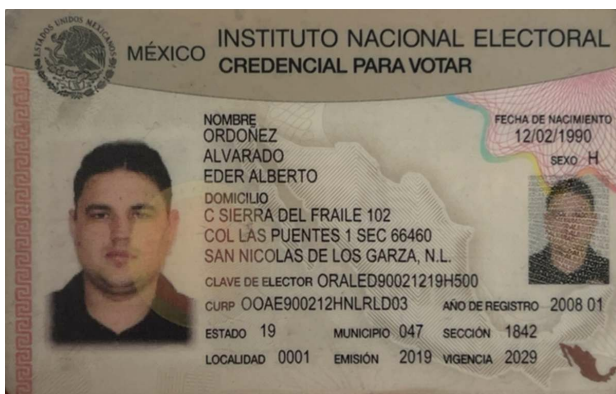 ESTADOS UNIDOS MEXICANOS
MÉXICO
INSTITUTO NACIONAL ELECTORAL
CREDENCIAL PARA VOTAR
NOMBRE
ORDOÑEZ
ALVARADO
EDER ALBERTO
FECHA DE NACIMIENTO
12/02/1990
SEXO H
DOMICILIO
C SIERRA DEL FRAILE 102
COL LAS PUENTES 1 SEC 66460
SAN NICOLAS DE LOS GARZA, N.L.
CLAVE DE ELECTOR ORALED90021219H500
CURP OOAE900212HNLRLD03 AÑO DE REGISTRO 2008 01
ESTADO 19 MUNICIPIO 047 SECCIÓN 1842
LOCALIDAD 0001 EMISIÓN 2019 VIGENCIA 2029